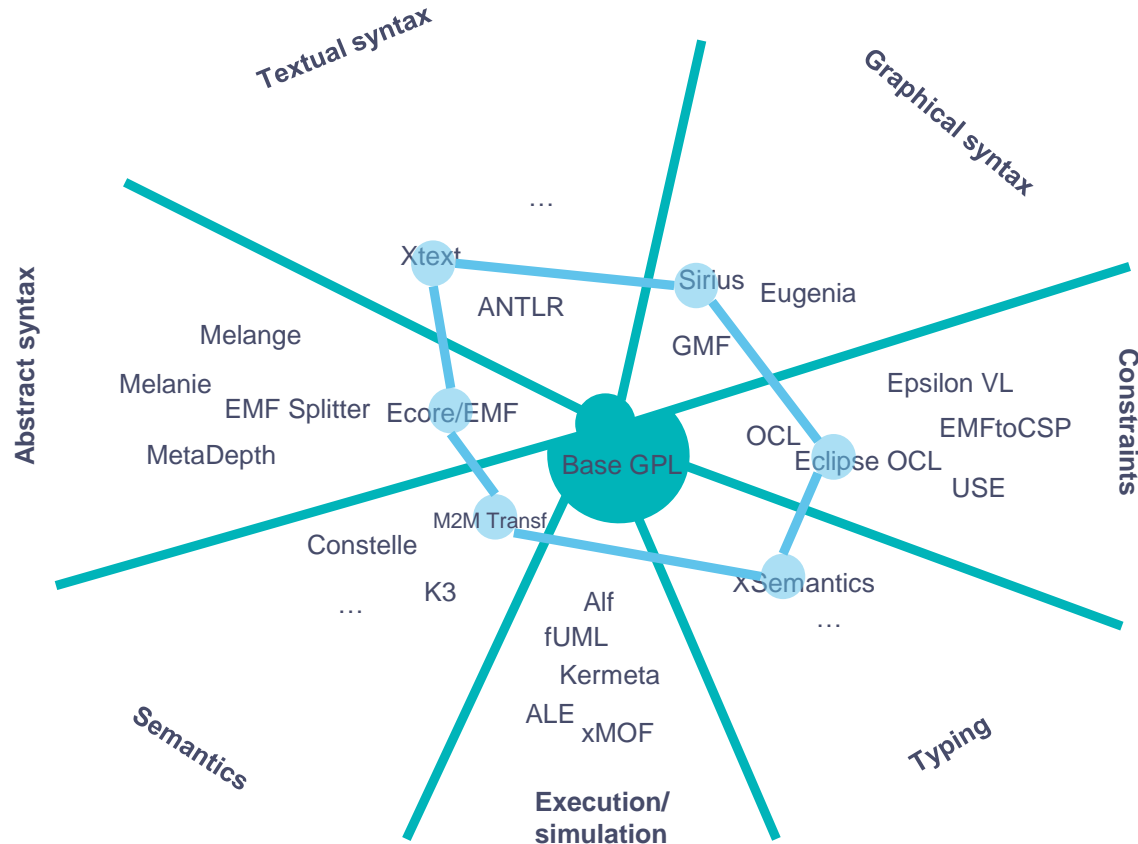 Textual syntax
Graphical syntax
…
Xtext
Sirius
Eugenia
ANTLR
GMF
Abstract syntax
Melange
Melanie
EMF Splitter
Ecore/EMF
MetaDepth
Constraints
Epsilon VL
EMFtoCSP
OCL
Eclipse OCL
USE
Base GPL
M2M Transf
Constelle
K3
…
XSemantics
…
Alf
fUML
Kermeta
ALE
xMOF
Semantics
Typing
Execution/
simulation